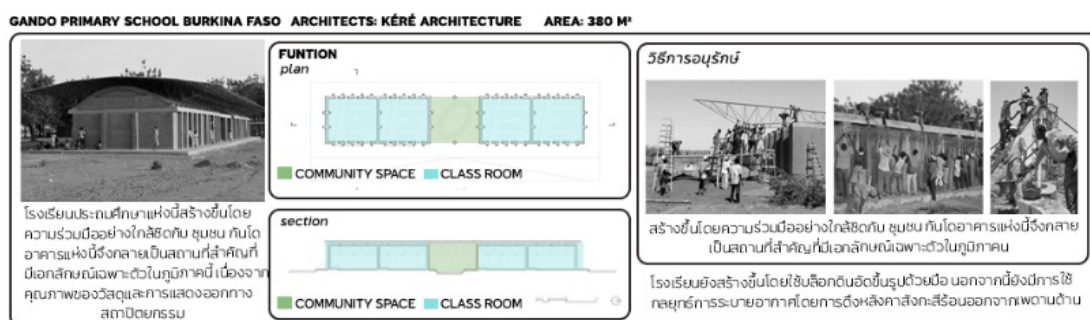 GANDO PRIMARY SCHOOL BURKINA FASO ARCHITECTS: KÉRÉ ARCHITECTURE AREA: 380 M²
โรงเรียนประถมศึกษาแห่งนี้สร้างขึ้นโดย
ความร่วมมืออย่างใกล้ชิดกับ ชุมชน กันโด
อาคารแห่งนี้จึงกลายเป็นสถานที่สำคัญที่
มีเอกลักษณ์เฉพาะตัวในภูมิภาคนี้ เนื่องจาก
คุณภาพของวัสดุและการแสดงออกทาง
สถาปัตยกรรม
FUNTION
plan
COMMUNITY SPACE CLASS ROOM
section
COMMUNITY SPACE CLASS ROOM
วิธีการอนุรักษ์
สร้างขึ้นโดยความร่วมมืออย่างใกล้ชิดกับ ชุมชน กันโดอาคารแห่งนี้จึงกลาย
เป็นสถานที่สำคัญที่มีเอกลักษณ์เฉพาะตัวในภูมิภาคน
โรงเรียนยังสร้างขึ้นโดยใช้บล็อกดินอัดขึ้นรูปด้วยมือ นอกจากนี้ยังมีการใช้
กลยุทธ์การระบายอากาศโดยการดึงหลังคาสังกะสีร้อนออกจากเพดานด้าน